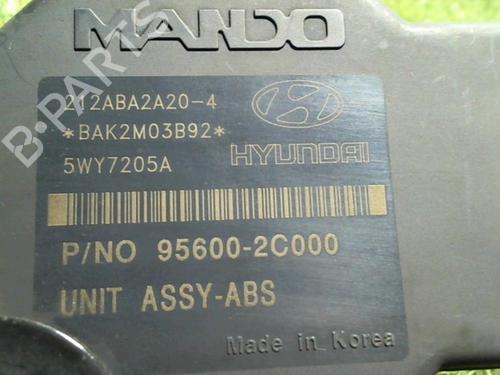 MANDO
212ABA2A20-4
*BAK2M03B92*
5WY7205A
HYUNDAI
P/NO 95600-2C000
UNIT ASSY-ABS
Made in Korea
B-PARTS